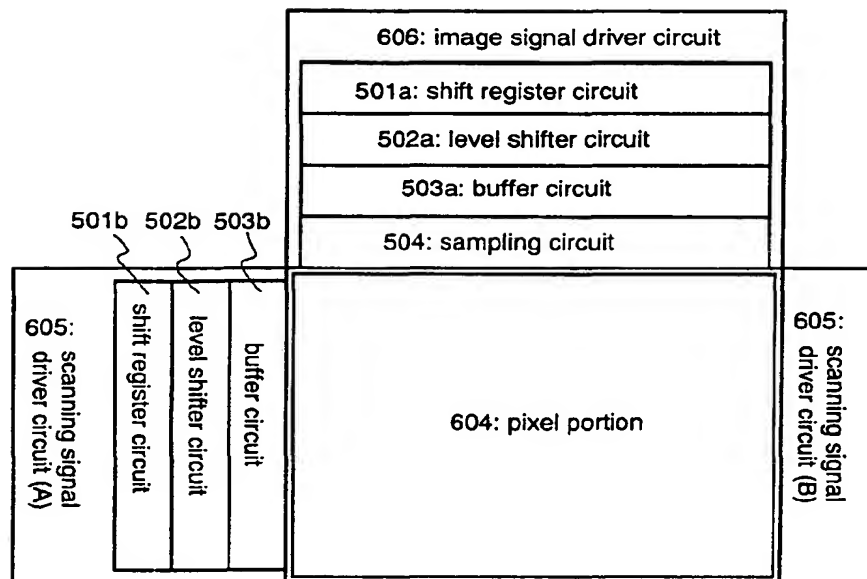 606: image signal driver circuit
501a: shift register circuit
502a: level shifter circuit
503a: buffer circuit
504: sampling circuit
501b 502b 503b
605:
scanning signal
driver circuit (A)
shift register circuit
level shifter circuit
buffer circuit
604: pixel portion
605:
scanning signal
driver circuit (B)